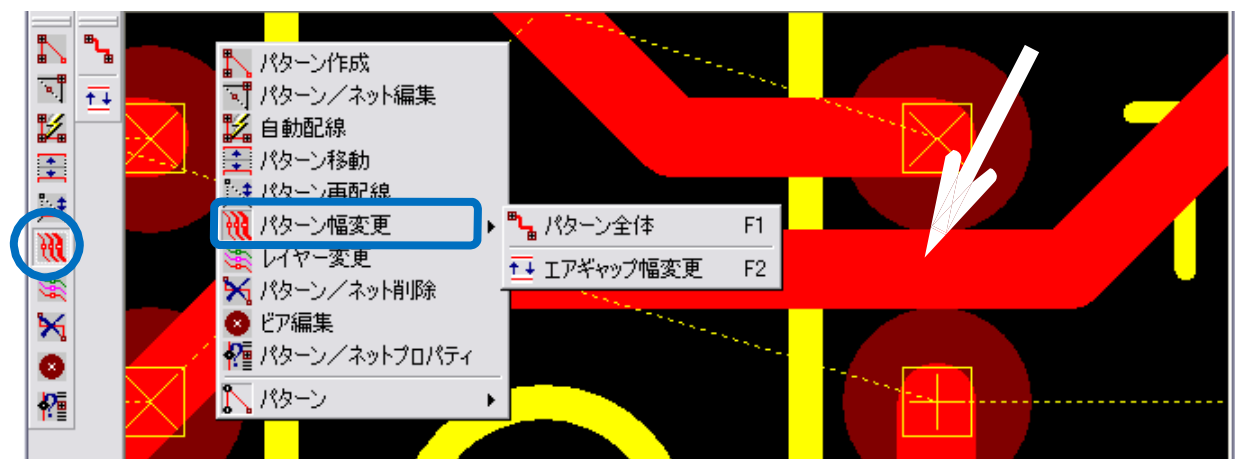 パターン作成
パターン／ネット編集
自動配線
パターン移動
パターン再配線
パターン幅変更
パターン全体 F1
レイヤー変更
エアギャップ幅変更 F2
パターン／ネット削除
ビア編集
パターン／ネットプロパティ
パターン